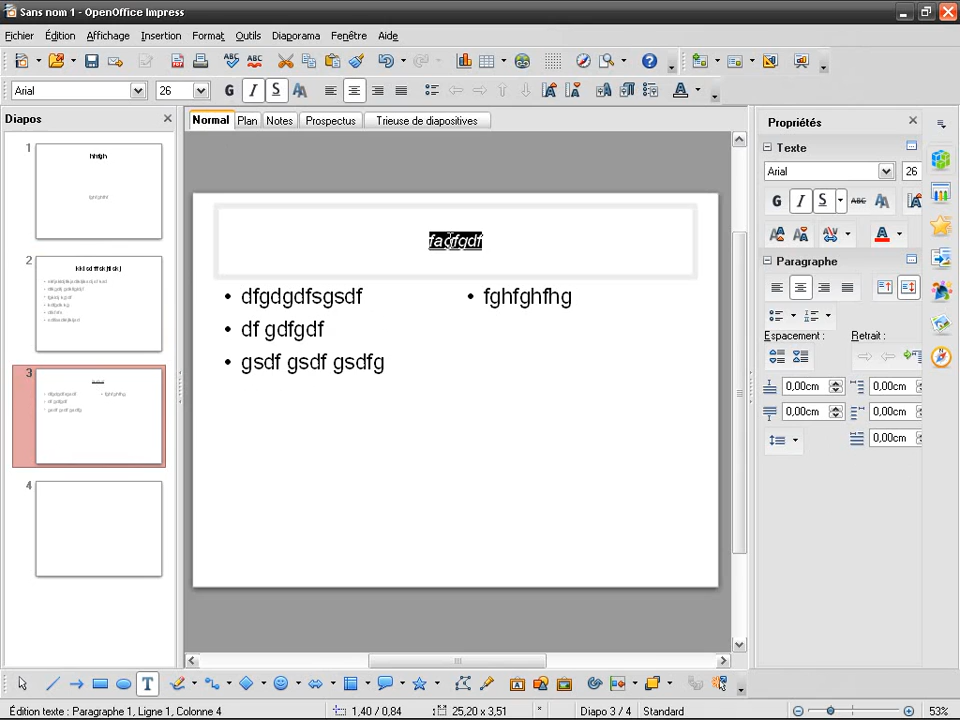 Sans nom 1 - OpenOffice Impress
Fichier Édition Affichage Insertion Format Outils Diaporama Fenêtre Aide
Arial 26 G I S
Diapos
Normal Plan Notes Prospectus Trieuse de diapositives
Propriétés
Texte
Arial 26
G I S
Paragraphe
Espacement: Retrait :
0,00cm 0,00cm
0,00cm 0,00cm
0,00cm
1
2
3
4
• dfgdgdfsgsdf
• df gdfgdf
• gsdf gsdf gsdfg
• fghfghfhg
Édition texte : Paragraphe 1, Ligne 1, Colonne 4 1,40 / 0,84 25,20 x 3,51 * Diapo 3 / 4 Standard 53%